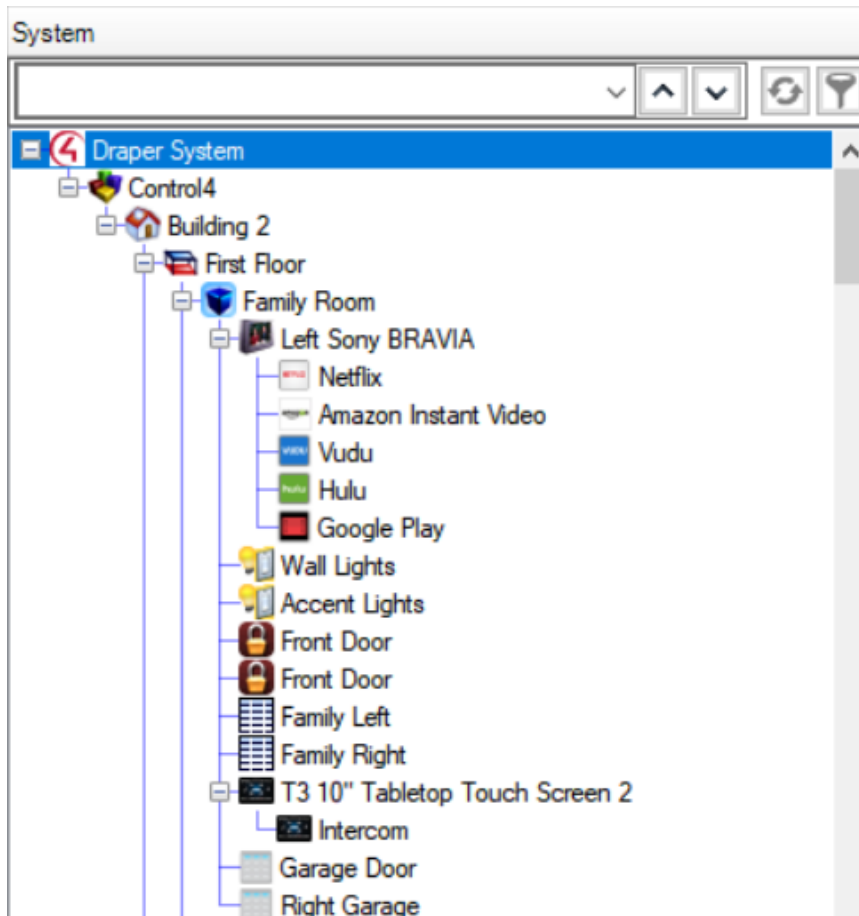 System
Draper System
Control4
Building 2
First Floor
Family Room
Left Sony BRAVIA
Netflix
Amazon Instant Video
Vudu
Hulu
Google Play
Wall Lights
Accent Lights
Front Door
Front Door
Family Left
Family Right
T3 10" Tabletop Touch Screen 2
Intercom
Garage Door
Right Garage